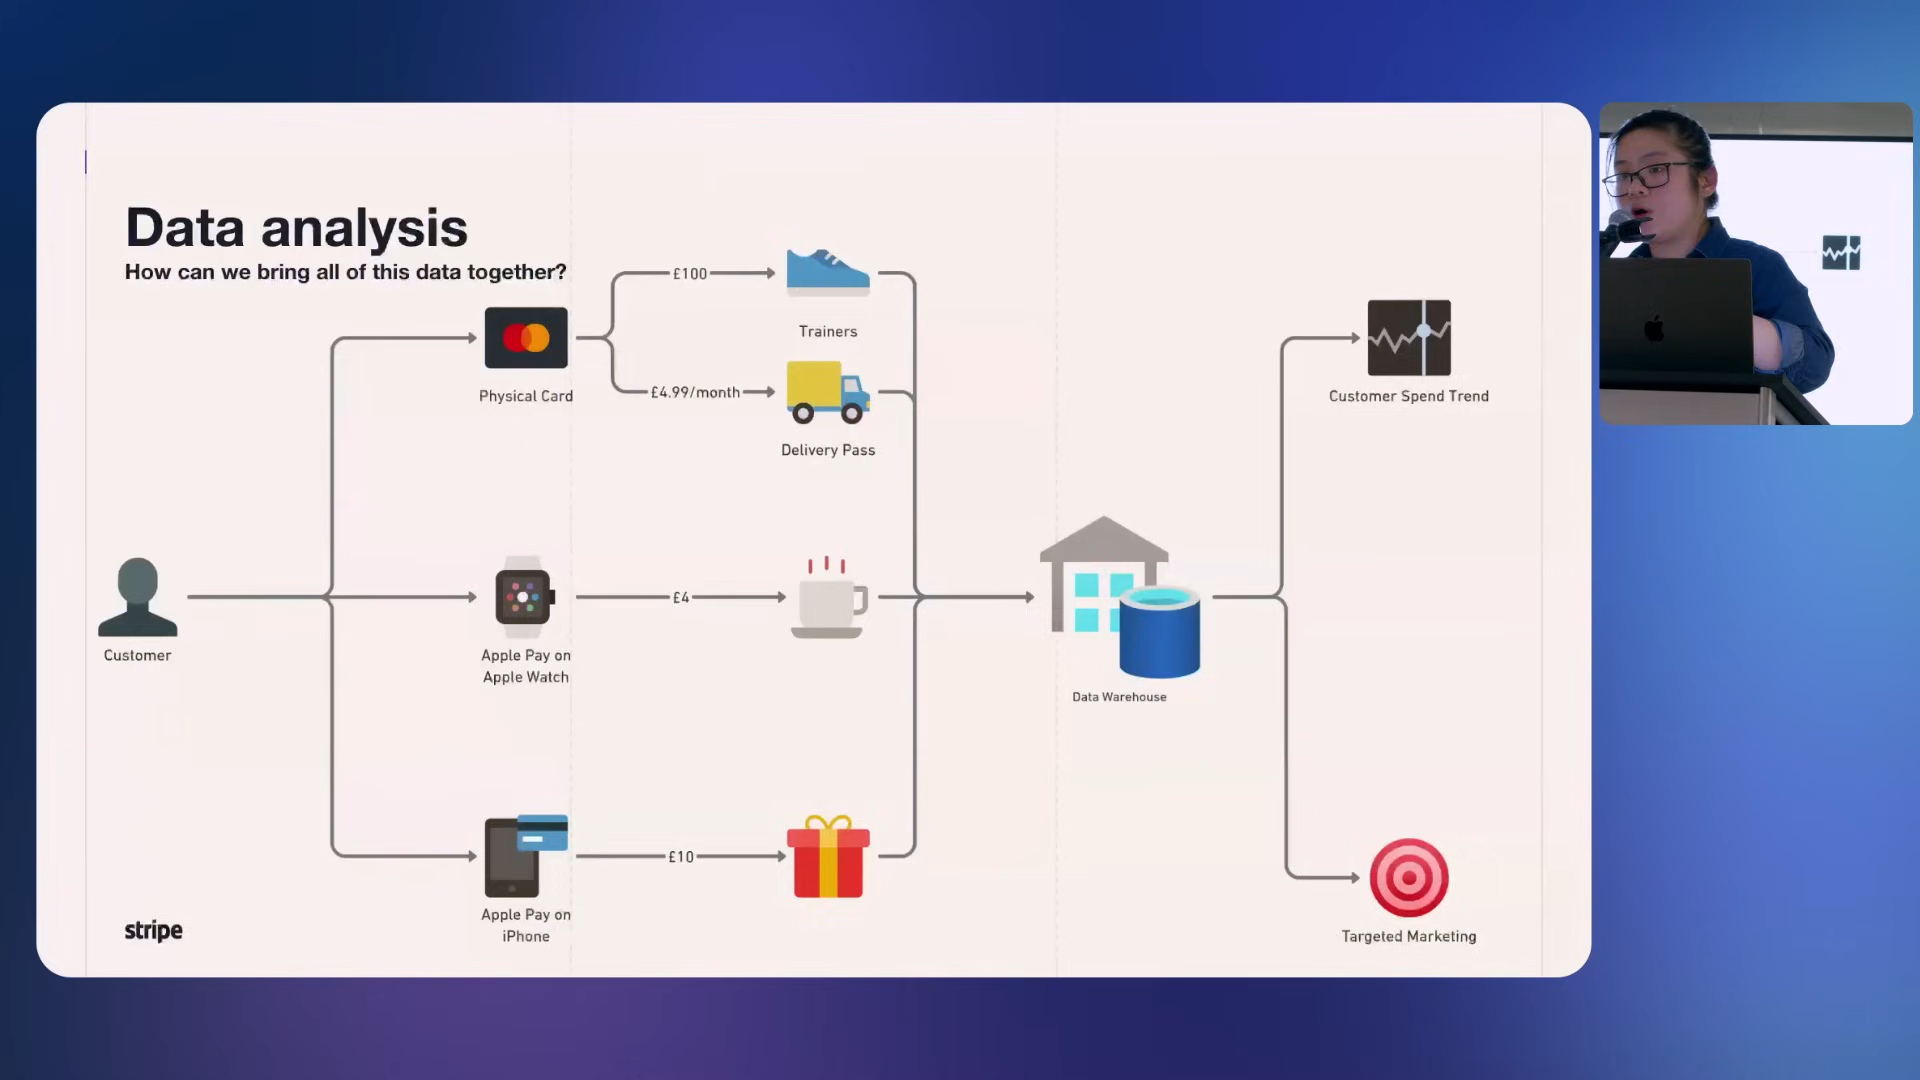 Data analysis
How can we bring all of this data together?
£100
Trainers
Physical Card
£4.99/month
Delivery Pass
Customer Spend Trend
Customer
£4
Apple Pay on
Apple Watch
Data Warehouse
£10
Apple Pay on
iPhone
Targeted Marketing
stripe